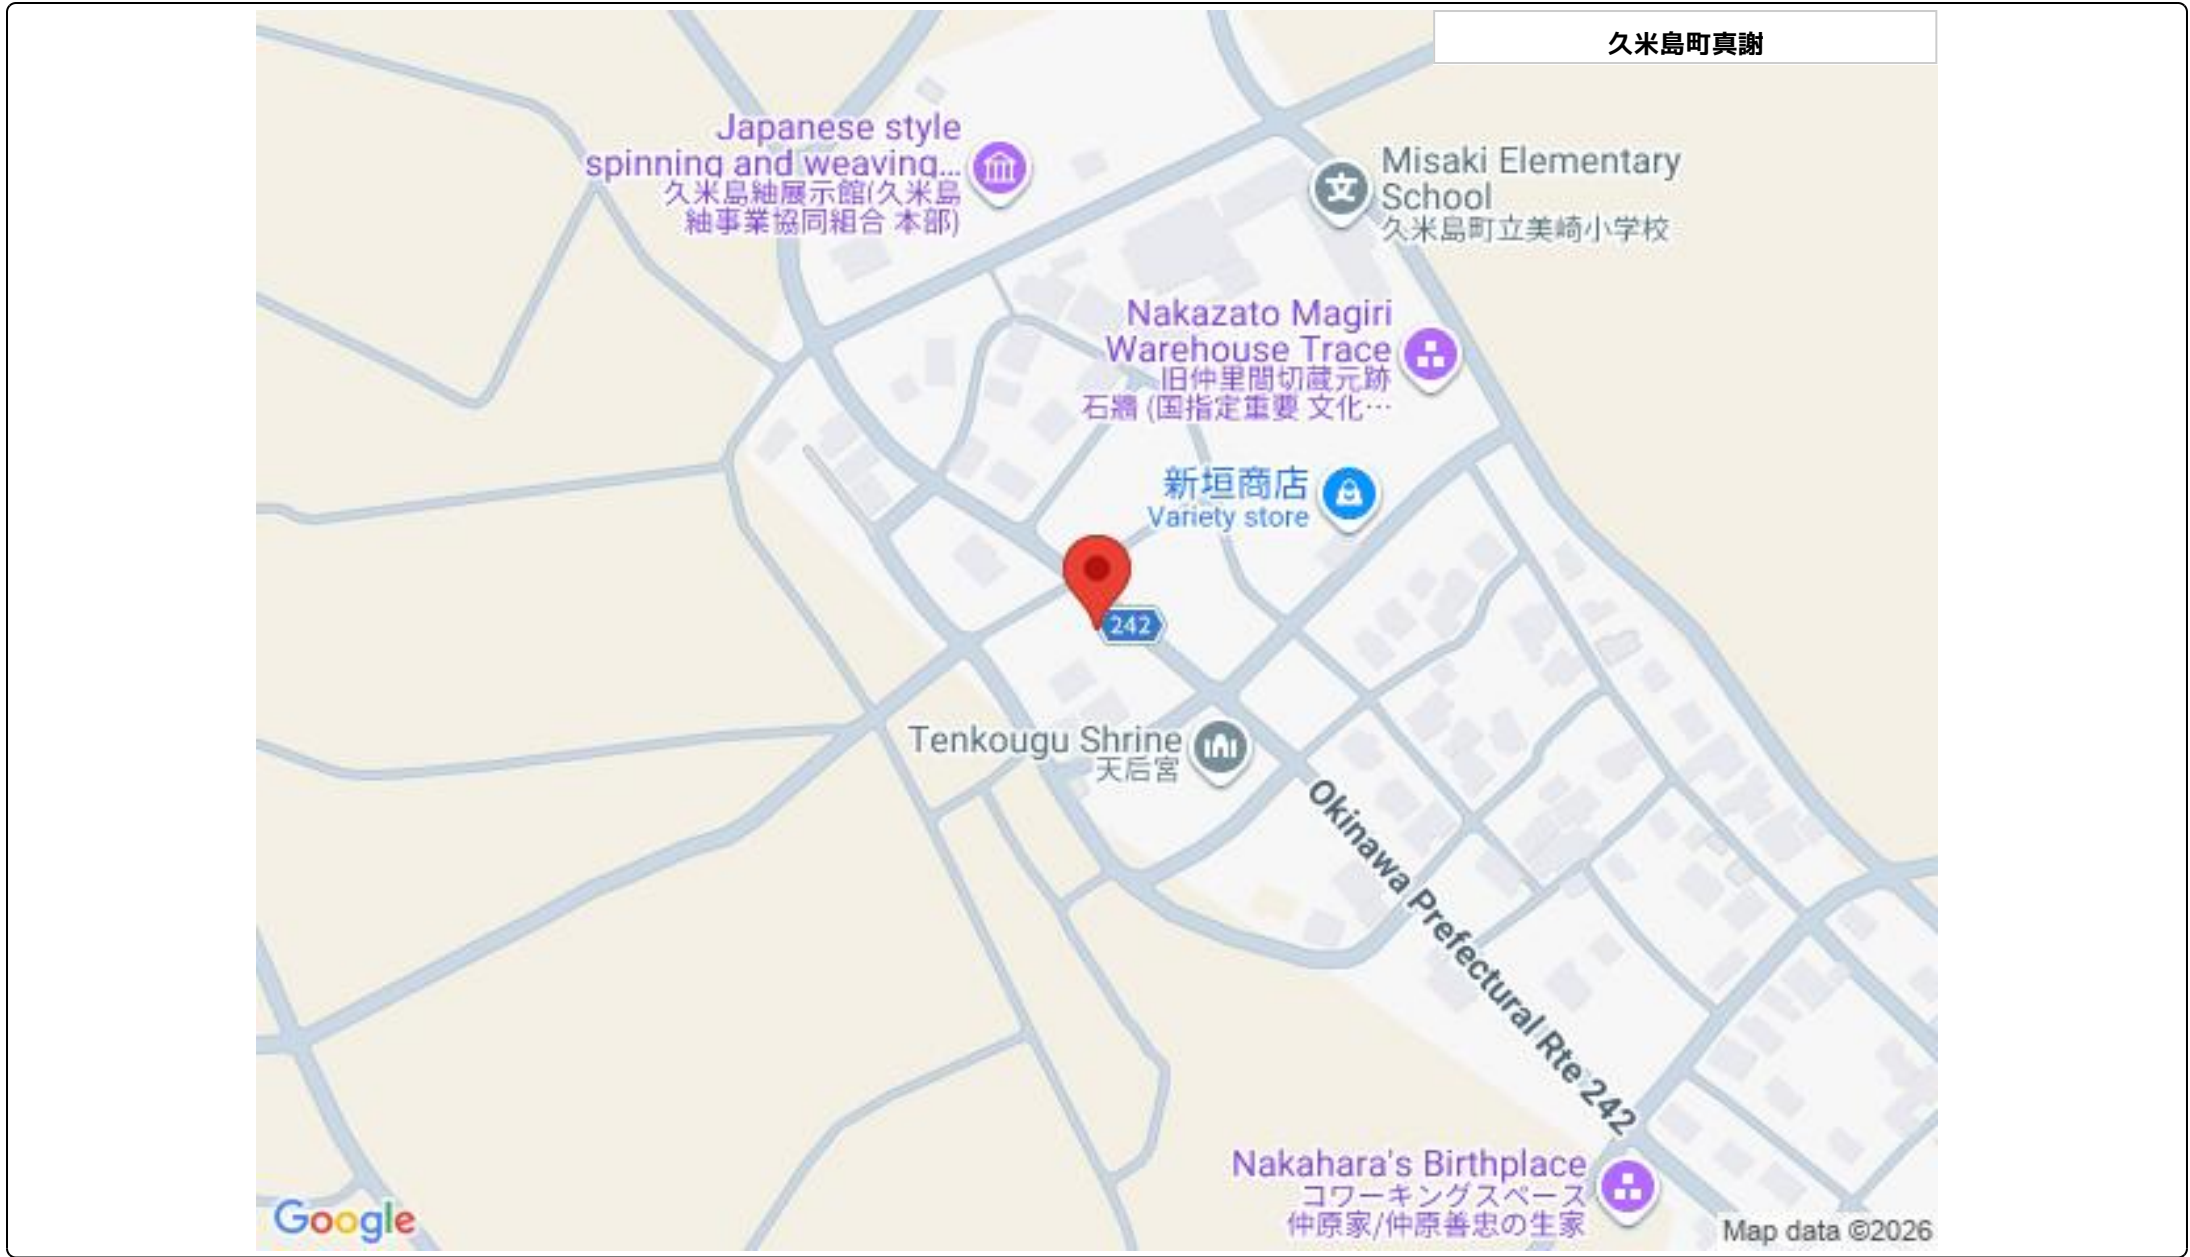 久米島町真謝
Japanese style
spinning and weaving...
久米島紬展示館(久米島
紬事業協同組合 本部)
Misaki Elementary
School
久米島町立美崎小学校
Nakazato Magiri
Warehouse Trace
旧仲里間切蔵元跡
石牆 (国指定重要 文化…
新垣商店
Variety store
242
Tenkougu Shrine
天后宮
Okinawa Prefectural Rte 242
Nakahara's Birthplace
コワーキングスペース
仲原家/仲原善忠の生家
Google
Map data ©2026